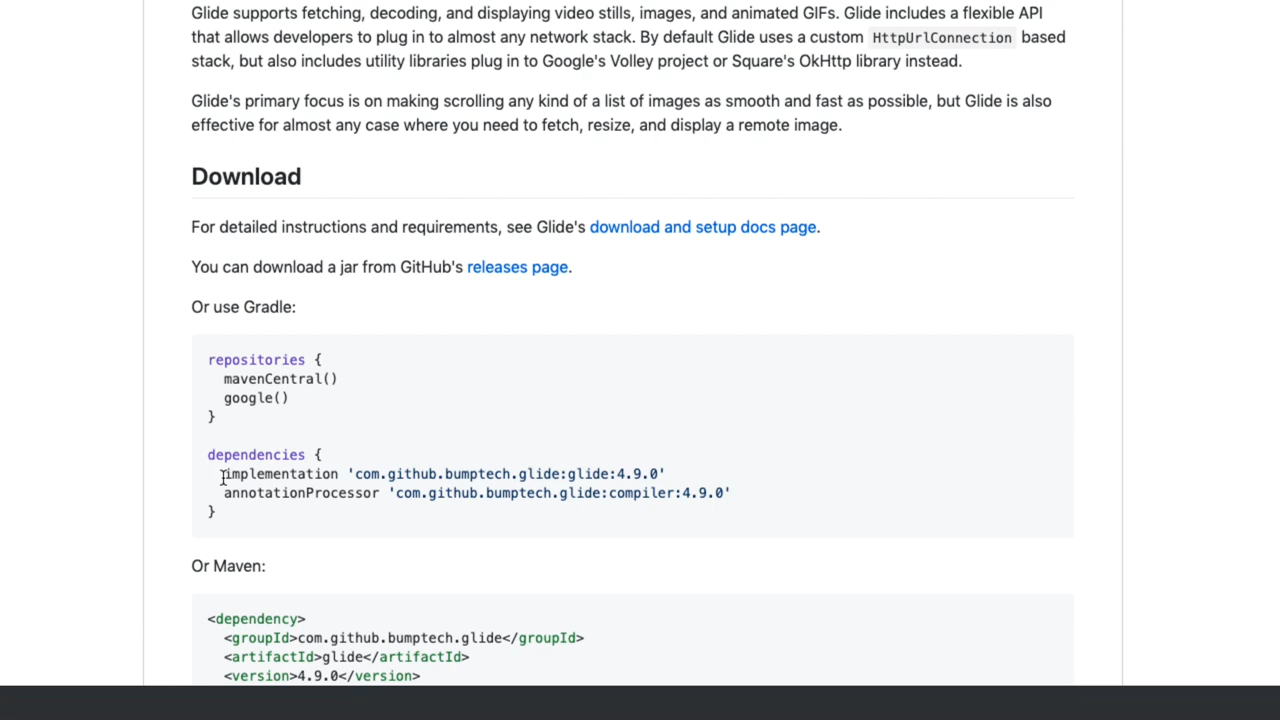 Glide supports fetching, decoding, and displaying video stills, images, and animated GIFs. Glide includes a flexible API
that allows developers to plug in to almost any network stack. By default Glide uses a custom HttpUrlConnection based
stack, but also includes utility libraries plug in to Google's Volley project or Square's OkHttp library instead.
Glide's primary focus is on making scrolling any kind of a list of images as smooth and fast as possible, but Glide is also
effective for almost any case where you need to fetch, resize, and display a remote image.
Download
For detailed instructions and requirements, see Glide's download and setup docs page.
You can download a jar from GitHub's releases page.
Or use Gradle:
repositories {
  mavenCentral()
  google()
}
dependencies {
  implementation 'com.github.bumptech.glide:glide:4.9.0'
  annotationProcessor 'com.github.bumptech.glide:compiler:4.9.0'
}
Or Maven:
<dependency>
  <groupId>com.github.bumptech.glide</groupId>
  <artifactId>glide</artifactId>
  <version>4.9.0</version>